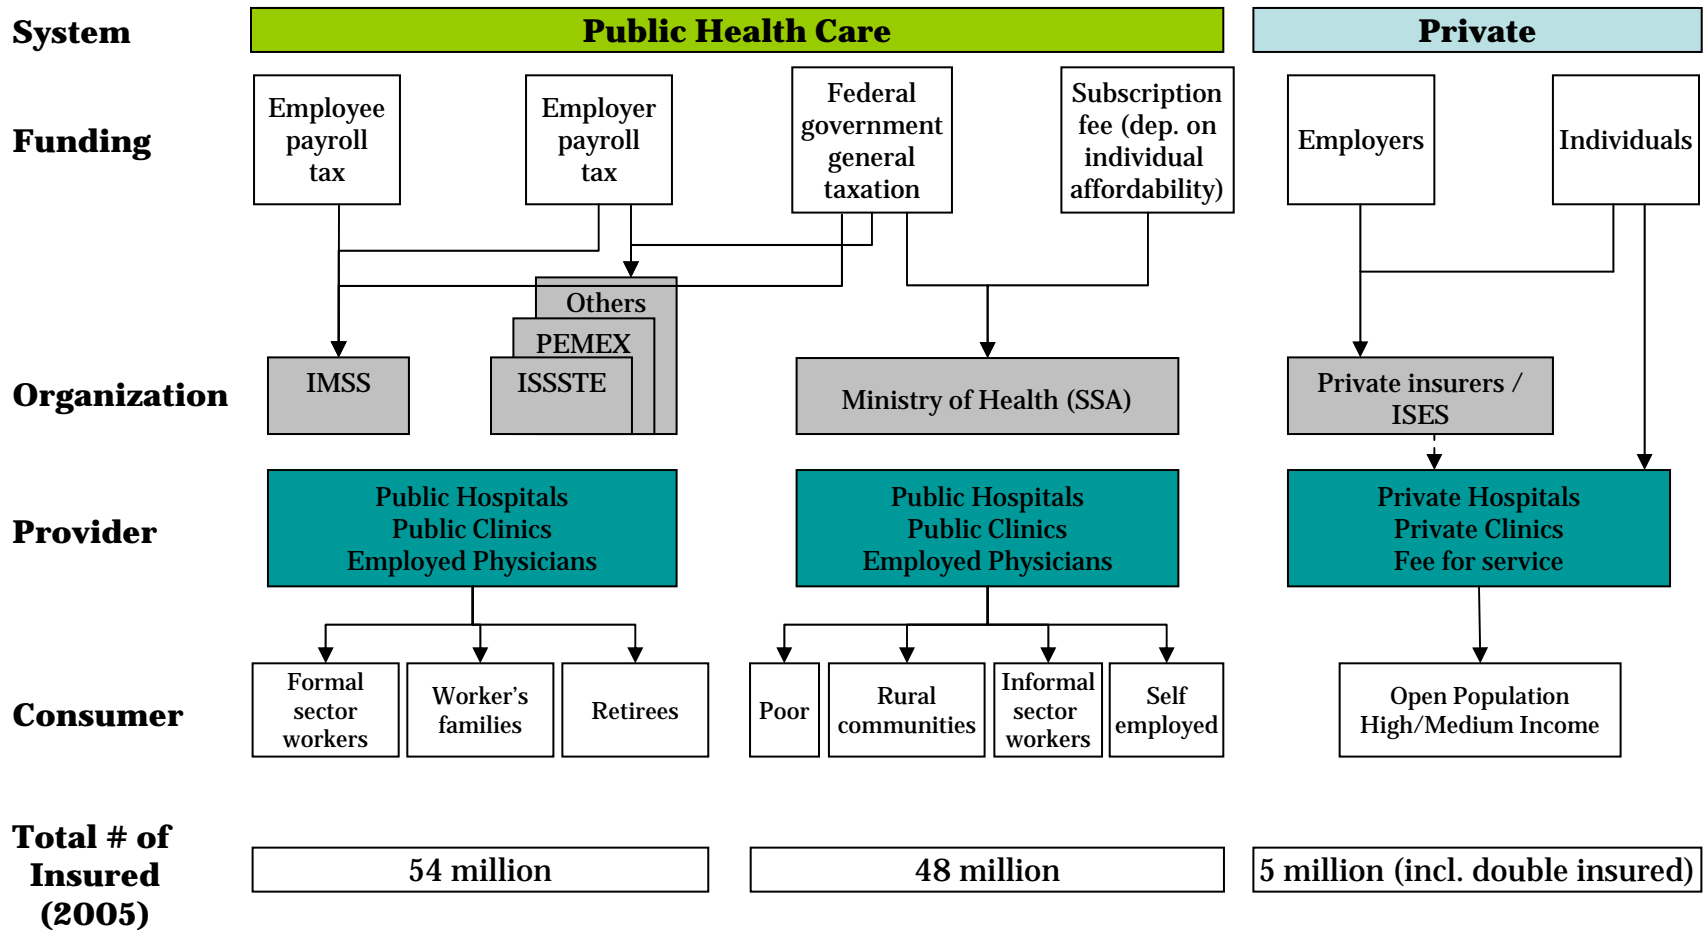 System
Public Health Care
Private
Funding
Employee
payroll
tax
Employer
payroll
tax
Federal
government
general
taxation
Subscription
fee (dep. on
individual
affordability)
Employers
Individuals
Organization
IMSS
Others
PEMEX
ISSSTE
Ministry of Health (SSA)
Private insurers /
ISES
Provider
Public Hospitals
Public Clinics
Employed Physicians
Public Hospitals
Public Clinics
Employed Physicians
Private Hospitals
Private Clinics
Fee for service
Consumer
Formal
sector
workers
Worker's
families
Retirees
Poor
Rural
communities
Informal
sector
workers
Self
employed
Open Population
High/Medium Income
Total # of
Insured
(2005)
54 million
48 million
5 million (incl. double insured)